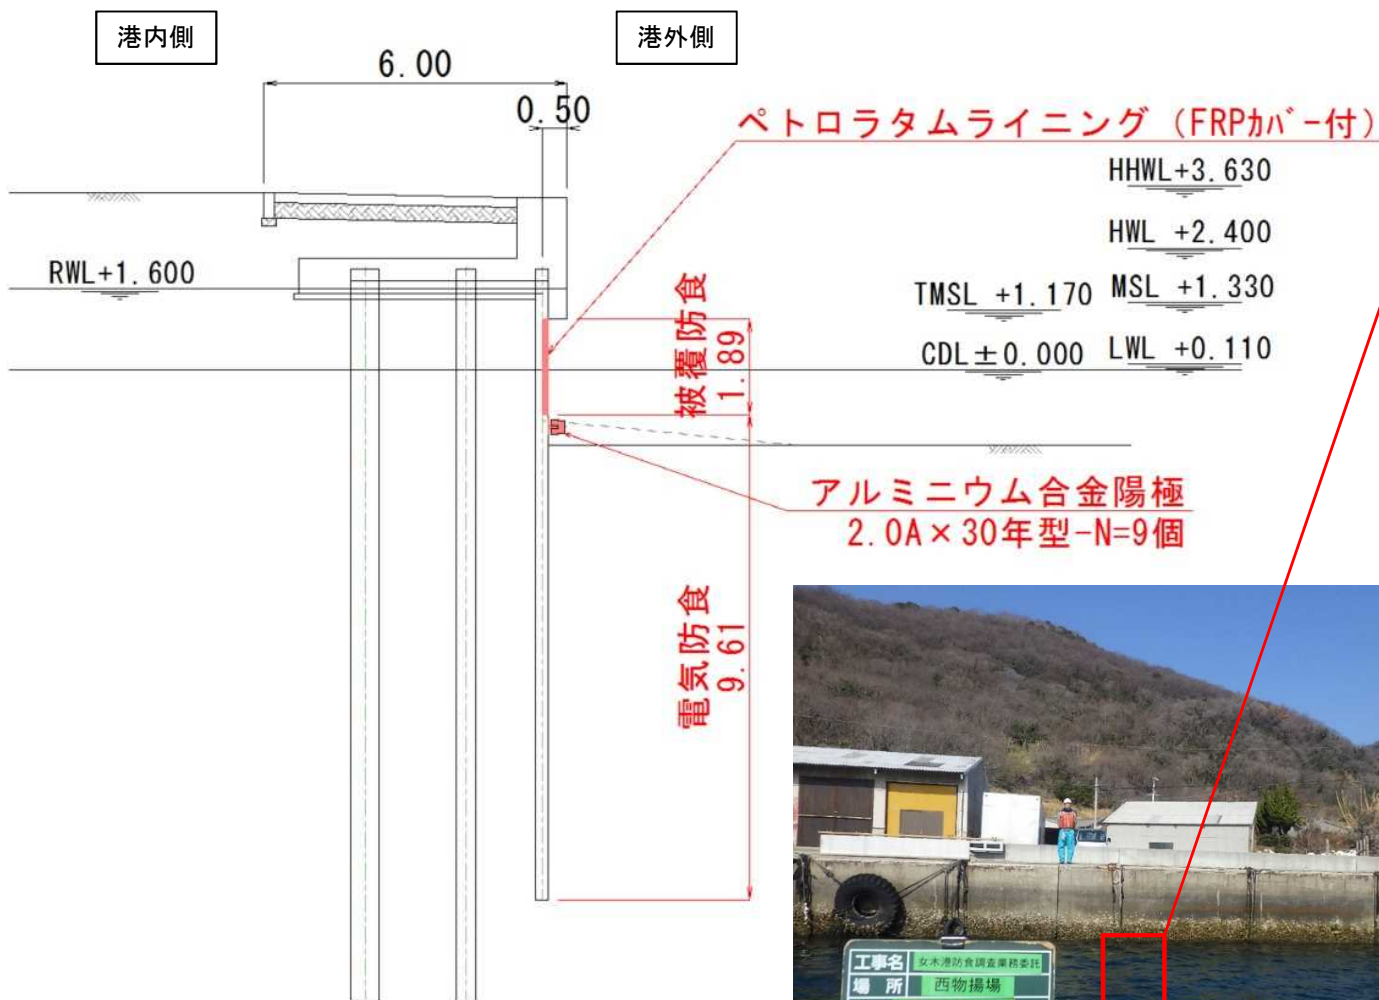 港内側
港外側
6.00
0.50
ペトロラタムライニング (FRPカバー付)
HHWL+3.630
HWL +2.400
RWL+1.600
TMSL +1.170
MSL +1.330
CDL±0.000
LWL +0.110
被覆防食
1.89
アルミニウム合金陽極
2.0A×30年型-N=9個
電気防食
9.61
工事名
女木港防食調査業務委託
場 所
西物揚場